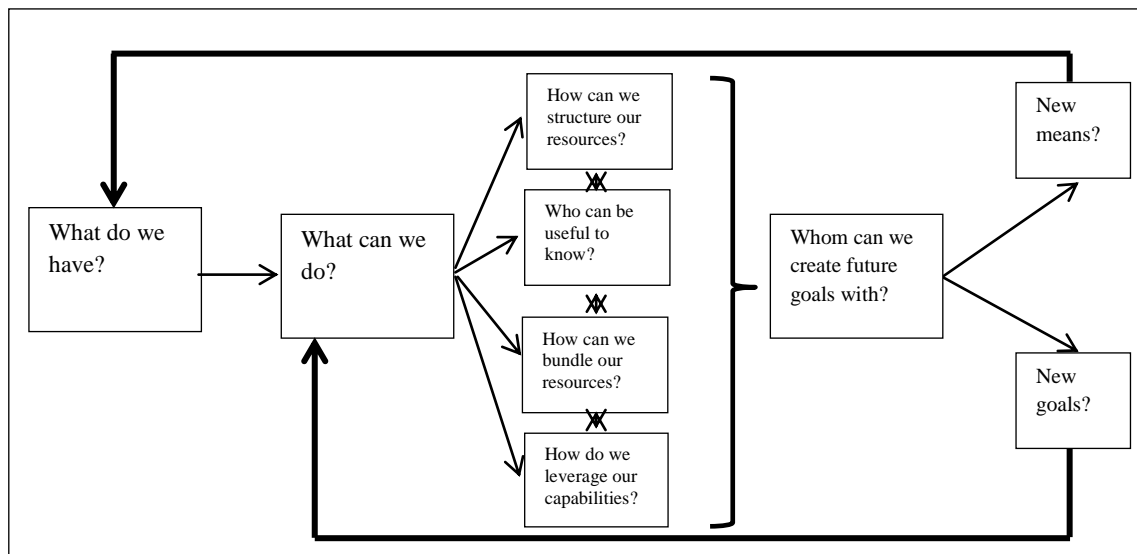 What do we
have?
What can we
do?
How can we
structure our
resources?
Who can be
useful to
know?
How can we
bundle our
resources?
How do we
leverage our
capabilities?
Whom can we
create future
goals with?
New
means?
New
goals?